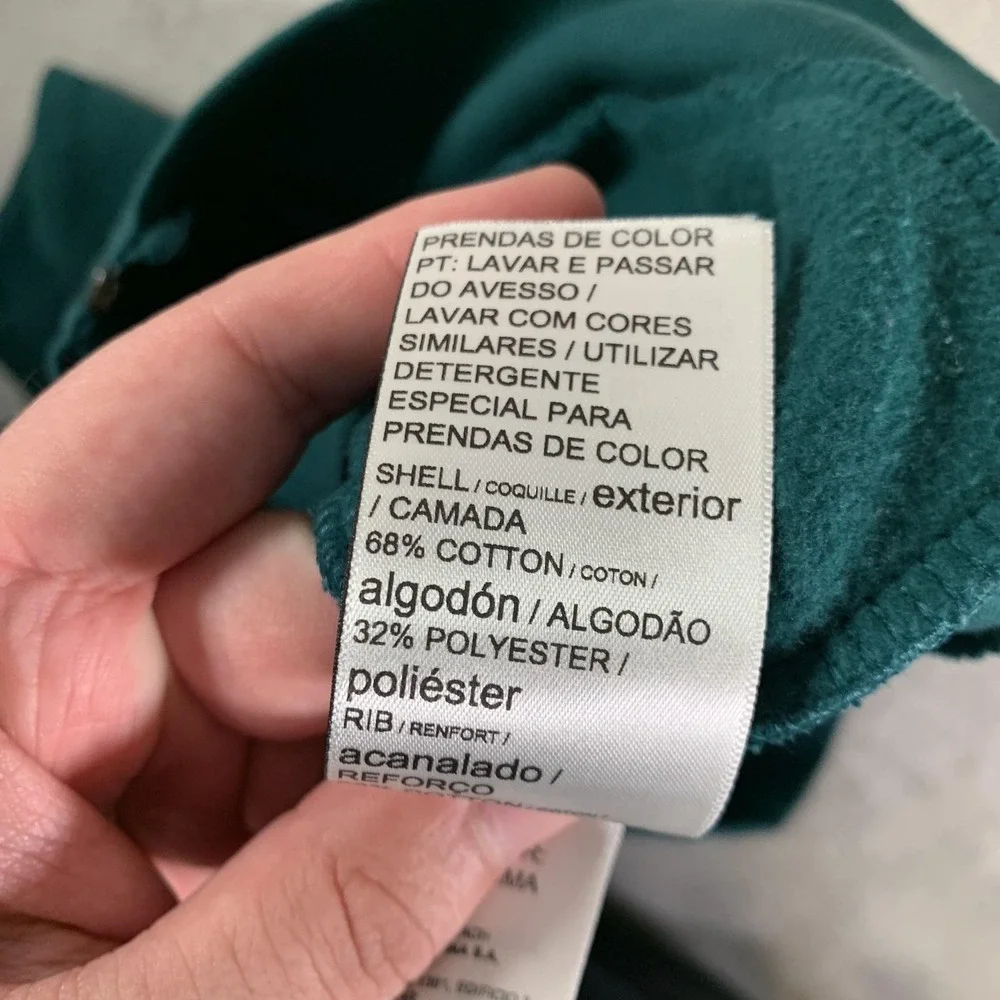 PRENDAS DE COLOR
PT: LAVAR E PASSAR
DO AVESSO /
LAVAR COM CORES
SIMILARES / UTILIZAR
DETERGENTE
ESPECIAL PARA
PRENDAS DE COLOR
SHELL / COQUILLE / exterior
/ CAMADA
68% COTTON / COTON /
algodón / ALGODÃO
32% POLYESTER /
poliéster
RIB / RENFORT /
acanalado /
REFORÇO
S.A.